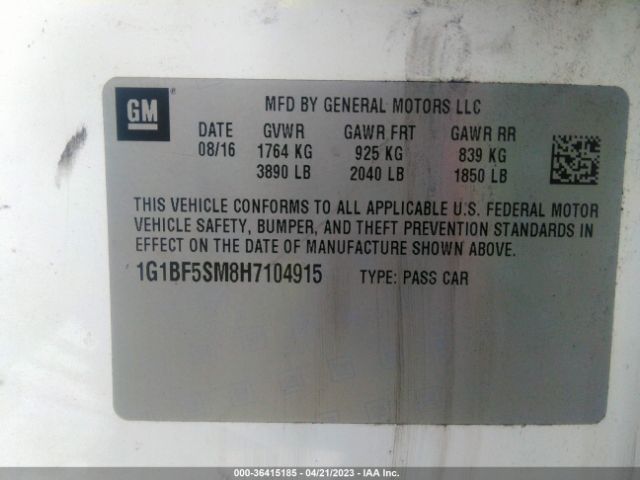 GM ®
MFD BY GENERAL MOTORS LLC
DATE GVWR GAWR FRT GAWR RR
08/16 1764 KG 925 KG 839 KG
3890 LB 2040 LB 1850 LB
THIS VEHICLE CONFORMS TO ALL APPLICABLE U.S. FEDERAL MOTOR
VEHICLE SAFETY, BUMPER, AND THEFT PREVENTION STANDARDS IN
EFFECT ON THE DATE OF MANUFACTURE SHOWN ABOVE.
1G1BF5SM8H7104915 TYPE: PASS CAR
000-36415185 - 04/21/2023 - IAA Inc.